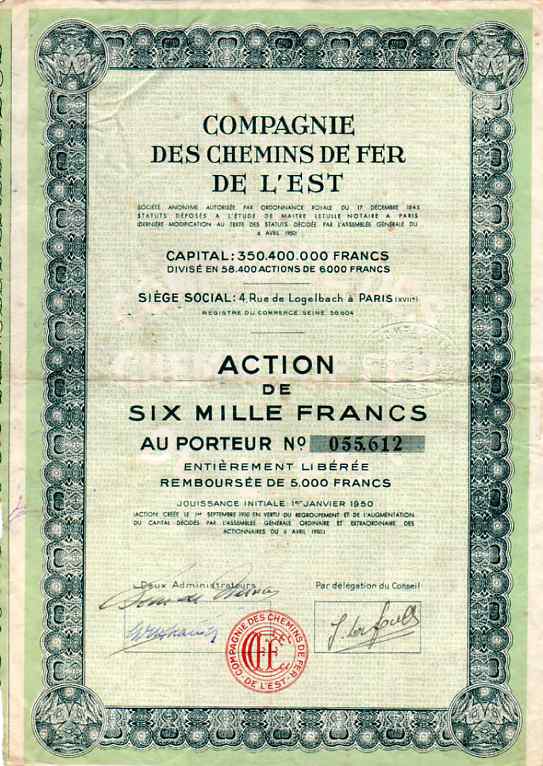 COMPAGNIE
DES CHEMINS DE FER
DE L'EST
SOCIÉTÉ ANONYME AUTORISÉE PAR ORDONNANCE ROYALE DU 17 DÉCEMBRE 1845
STATUTS DÉPOSÉS À L'ÉTUDE DE MAITRE LETULLE NOTAIRE À PARIS
(DERNIÈRE MODIFICATION AU TEXTE DES STATUTS DÉCIDÉE PAR L'ASSEMBLÉE GÉNÉRALE DU
6 AVRIL 1950)
CAPITAL: 350.400.000 FRANCS
DIVISÉ EN 58.400 ACTIONS DE 6000 FRANCS
SIÈGE SOCIAL: 4, Rue de Logelbach à PARIS (XVIIe)
REGISTRE DU COMMERCE SEINE 56604
ACTION
DE
SIX MILLE FRANCS
AU PORTEUR No 055.612
ENTIÈREMENT LIBÉRÉE
REMBOURSÉE DE 5.000 FRANCS
JOUISSANCE INITIALE 1er JANVIER 1950
(ACTION CRÉÉE LE 1er SEPTEMBRE 1950 EN VERTU DU REGROUPEMENT ET DE L'AUGMENTATION
DU CAPITAL DÉCIDÉS PAR L'ASSEMBLÉE GÉNÉRALE ORDINAIRE ET EXTRAORDINAIRE DES
ACTIONNAIRES DU 6 AVRIL 1950)
Deux Administrateurs
Par délégation du Conseil
COMPAGNIE DES CHEMINS DE FER
DE L'EST